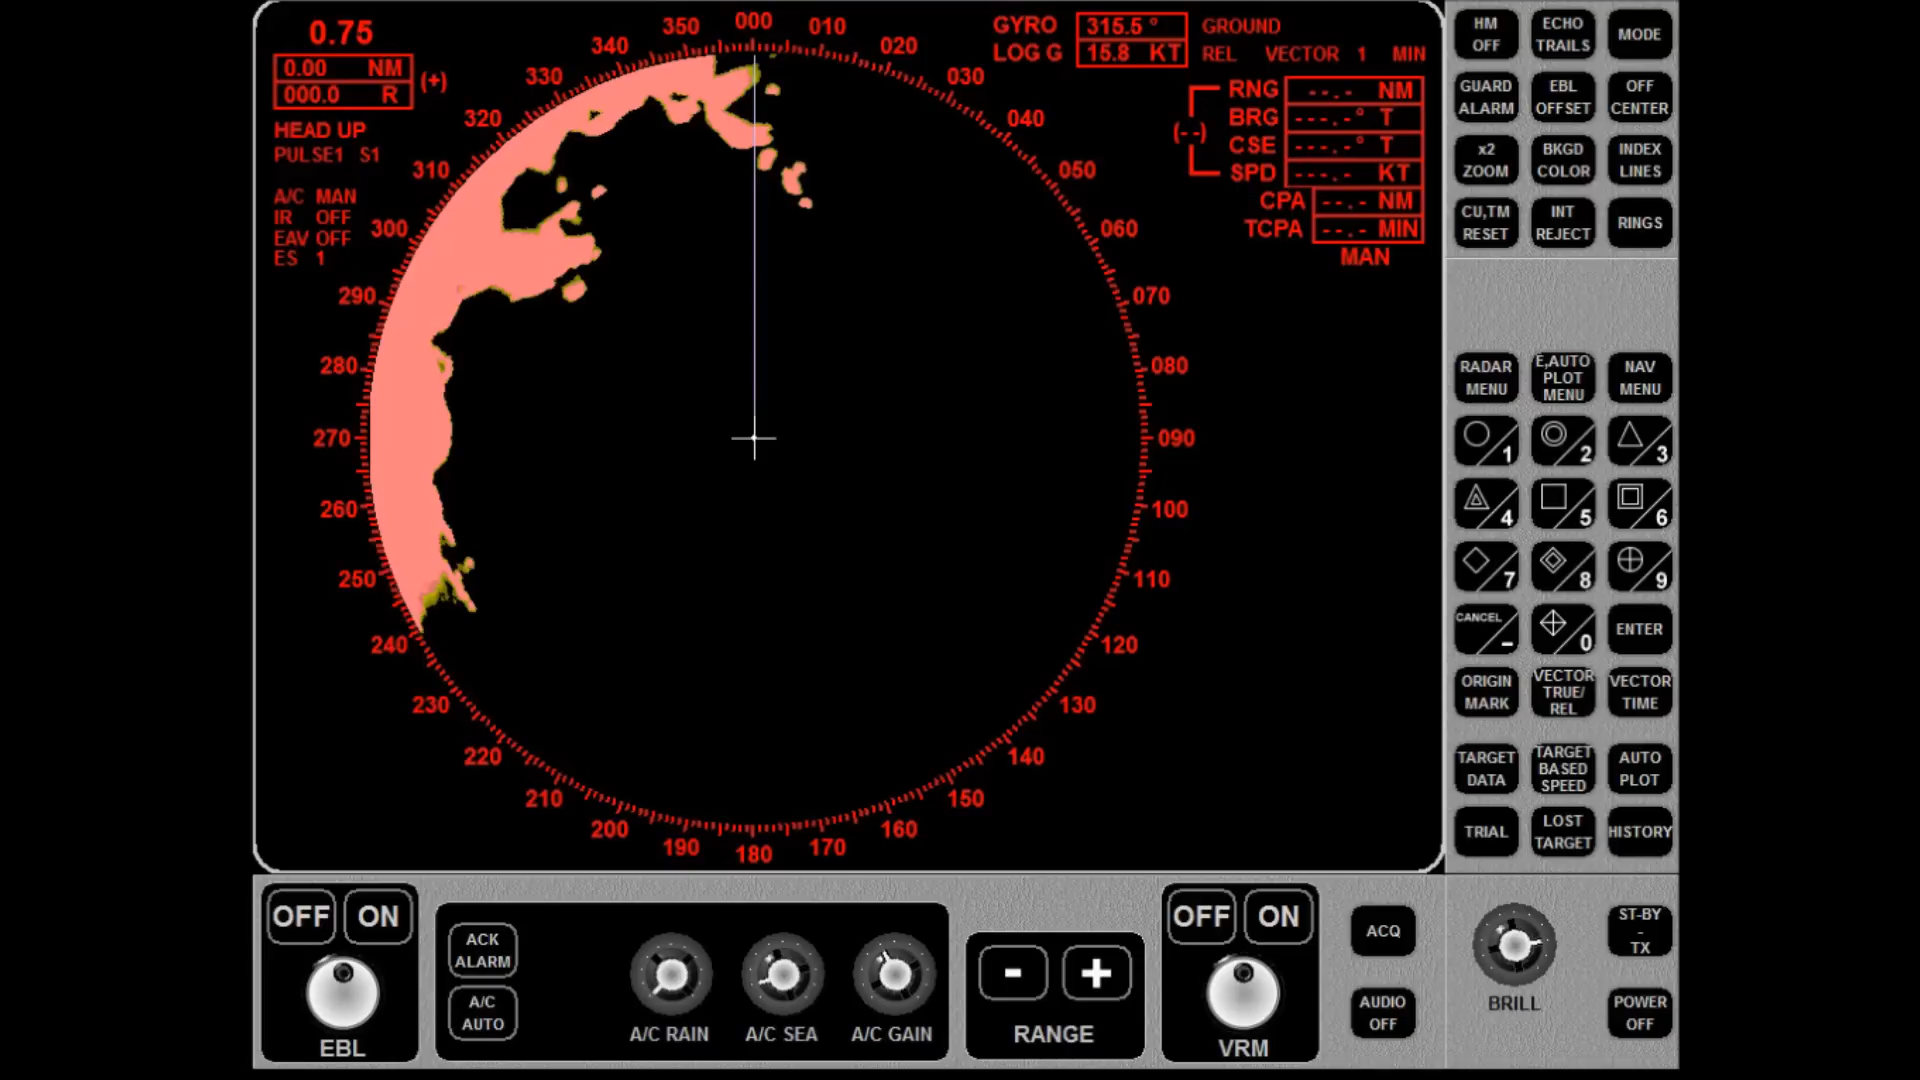 0.75
0.00 NM
000.0 R
(+)
HEAD UP
PULSE1 S1
A/C MAN
IR OFF
EAV OFF
ES 1
000
010
020
030
040
050
060
070
080
090
100
110
120
130
140
150
160
170
180
190
200
210
220
230
240
250
260
270
280
290
300
310
320
330
340
350
GYRO 315.5 °
LOG G 15.8 KT
GROUND
REL VECTOR 1 MIN
(--)
RNG --.- NM
BRG ---.-° T
CSE ---.-° T
SPD ---.- KT
CPA --.- NM
TCPA --.- MIN
MAN
HM OFF
ECHO TRAILS
MODE
GUARD ALARM
EBL OFFSET
OFF CENTER
x2 ZOOM
BKGD COLOR
INDEX LINES
CU,TM RESET
INT REJECT
RINGS
RADAR MENU
E,AUTO PLOT MENU
NAV MENU
1
2
3
4
5
6
7
8
9
CANCEL -
0
ENTER
ORIGIN MARK
VECTOR TRUE/ REL
VECTOR TIME
TARGET DATA
TARGET BASED SPEED
AUTO PLOT
TRIAL
LOST TARGET
HISTORY
OFF ON
EBL
ACK ALARM
A/C AUTO
A/C RAIN
A/C SEA
A/C GAIN
- +
RANGE
OFF ON
VRM
ACQ
AUDIO OFF
BRILL
ST-BY - TX
POWER OFF